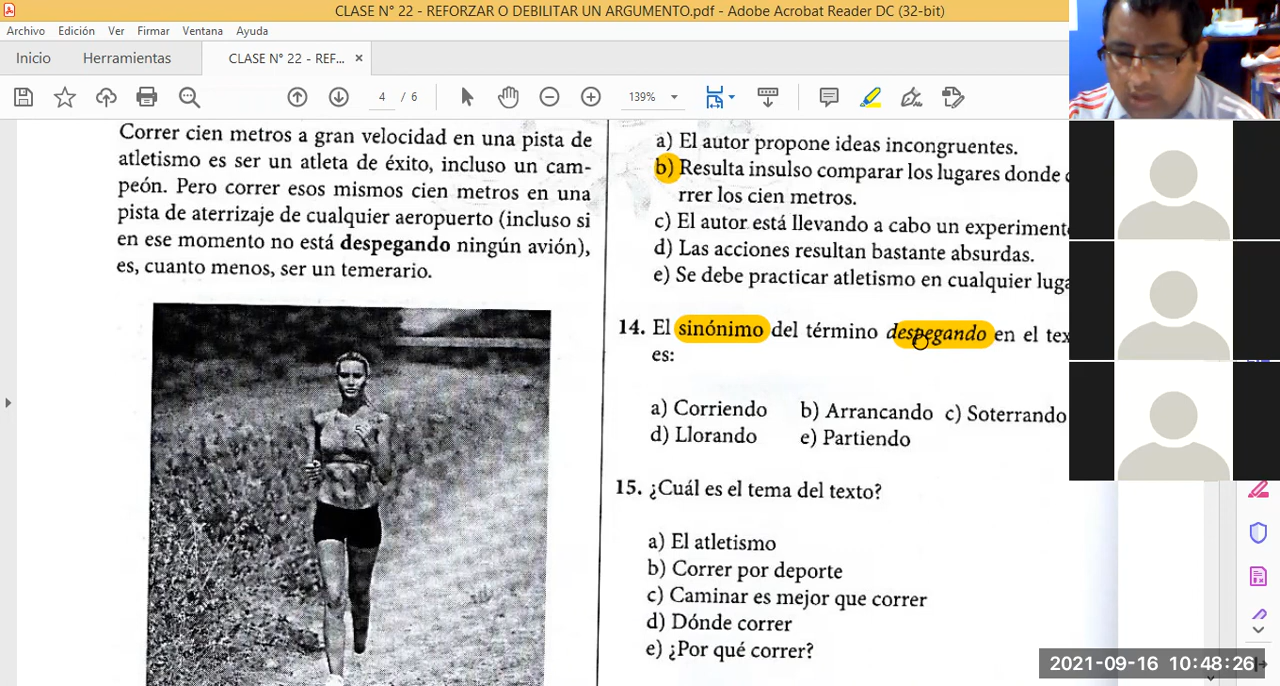 CLASE N° 22 - REFORZAR O DEBILITAR UN ARGUMENTO.pdf - Adobe Acrobat Reader DC (32-bit)
Archivo Edición Ver Firmar Ventana Ayuda
Inicio Herramientas CLASE N° 22 - REF... ×
4 / 6 139%
Correr cien metros a gran velocidad en una pista de
atletismo es ser un atleta de éxito, incluso un cam-
peón. Pero correr esos mismos cien metros en una
pista de aterrizaje de cualquier aeropuerto (incluso si
en ese momento no está despegando ningún avión),
es, cuanto menos, ser un temerario.
a) El autor propone ideas incongruentes.
b) Resulta insulso comparar los lugares donde
rrer los cien metros.
c) El autor está llevando a cabo un experiment
d) Las acciones resultan bastante absurdas.
e) Se debe practicar atletismo en cualquier luga
14. El sinónimo del término despegando en el tex
es:
a) Corriendo b) Arrancando c) Soterrando
d) Llorando e) Partiendo
15. ¿Cuál es el tema del texto?
a) El atletismo
b) Correr por deporte
c) Caminar es mejor que correr
d) Dónde correr
e) ¿Por qué correr?
2021-09-16 10:48:26